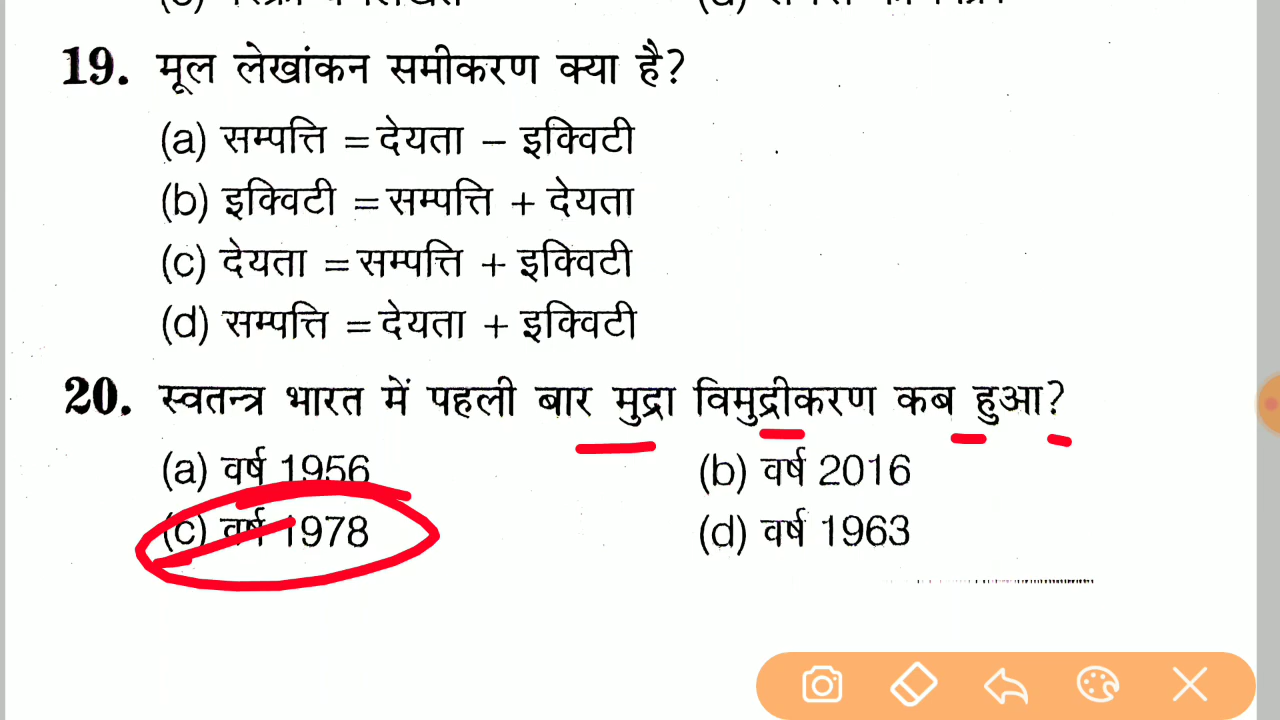 19. मूल लेखांकन समीकरण क्या है?
(a) सम्पत्ति = देयता – इक्विटी
(b) इक्विटी = सम्पत्ति + देयता
(c) देयता = सम्पत्ति + इक्विटी
(d) सम्पत्ति = देयता + इक्विटी
20. स्वतन्त्र भारत में पहली बार मुद्रा विमुद्रीकरण कब हुआ?
(a) वर्ष 1956 (b) वर्ष 2016
(c) वर्ष 1978 (d) वर्ष 1963